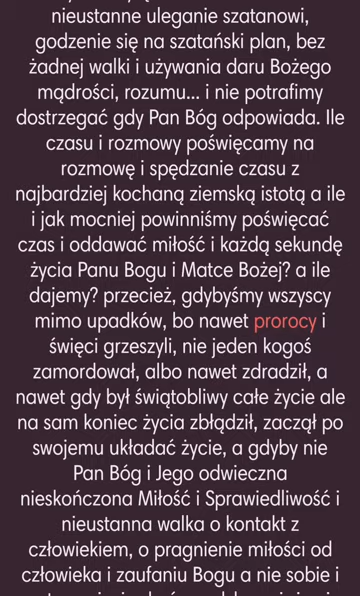 nieustanne uleganie szatanowi,
godzenie się na szatański plan, bez
żadnej walki i używania daru Bożego
mądrości, rozumu... i nie potrafimy
dostrzegać gdy Pan Bóg odpowiada. Ile
czasu i rozmowy poświęcamy na
rozmowę i spędzanie czasu z
najbardziej kochaną ziemską istotą a ile
i jak mocniej powinniśmy poświęcać
czas i oddawać miłość i każdą sekundę
życia Panu Bogu i Matce Bożej? a ile
dajemy? przecież, gdybyśmy wszyscy
mimo upadków, bo nawet prorocy i
święci grzeszyli, nie jeden kogoś
zamordował, albo nawet zdradził, a
nawet gdy był świątobliwy całe życie ale
na sam koniec życia zbłądził, zaczął po
swojemu układać życie, a gdyby nie
Pan Bóg i Jego odwieczna
nieskończona Miłość i Sprawiedliwość i
nieustanna walka o kontakt z
człowiekiem, o pragnienie miłości od
człowieka i zaufaniu Bogu a nie sobie i